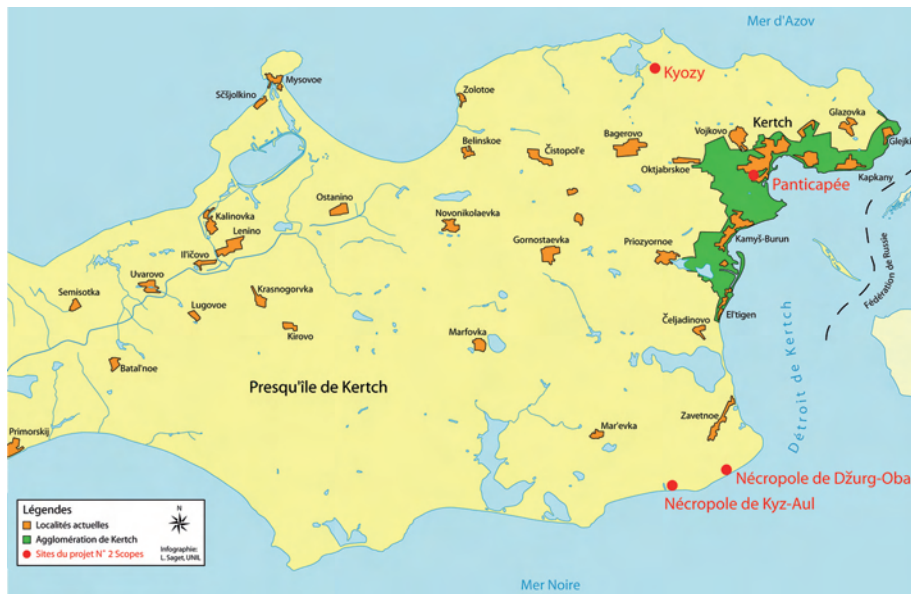 Mer d'Azov
Mysovoe
Sčsjolkino
Zolotoe
Kyozy
Glazovka
Kertch
Vojkovo
Glejki
Bagerovo
Belinskoe
Čistopol'e
Oktjabrskoe
Kapkany
Panticapée
Ostanino
Kalinovka
Lenino
Novonikolaevka
Kamyš-Burun
Gornostaevka
Priozyornoe
Il'ičovo
Fédération de Russie
Uvarovo
Semisotka
Krasnogorvka
Lugovoe
El'tigen
Kirovo
Čeljadinovo
Marfovka
Batal'noe
Détroit de Kertch
Presqu'île de Kertch
Zavetnoe
Mar'evka
Primorskij
Nécropole de Džurg-Oba
Nécropole de Kyz-Aul
Légendes
N
Localités actuelles
Agglomération de Kertch
Sites du projet N° 2 Scopes
Infographie:
L. Saget, UNIL
Mer Noire